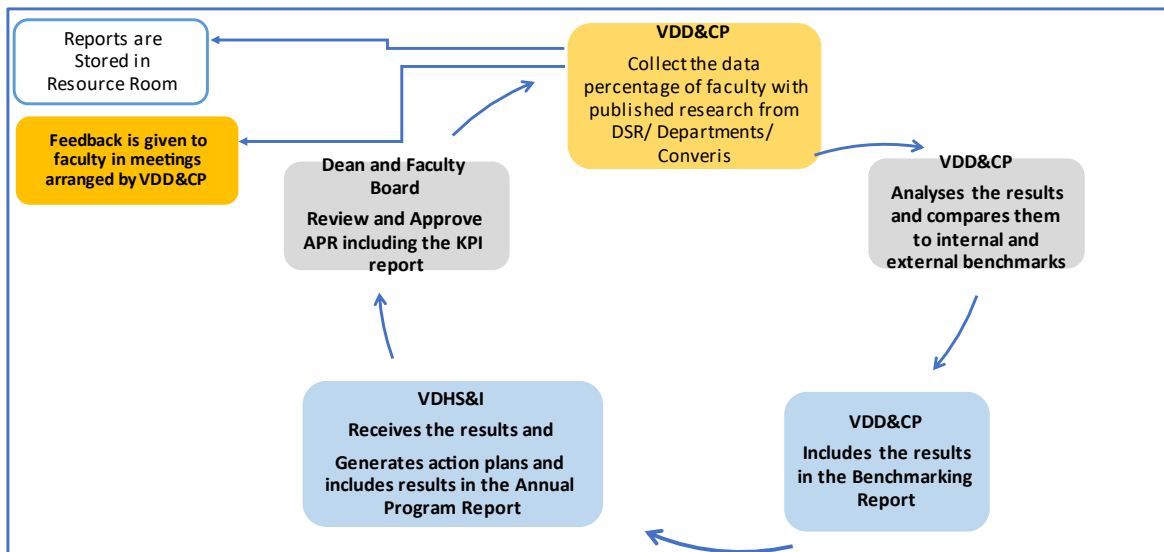 Reports are
Stored in
Resource Room
Feedback is given to
faculty in meetings
arranged by VDD&CP
VDD&CP
Collect the data
percentage of faculty with
published research from
DSR/ Departments/
Converis
VDD&CP
Analyses the results
and compares them
to internal and
external benchmarks
VDD&CP
Includes the results
in the Benchmarking
Report
VDHS&I
Receives the results and
Generates action plans and
includes results in the Annual
Program Report
Dean and Faculty
Board
Review and Approve
APR including the KPI
report